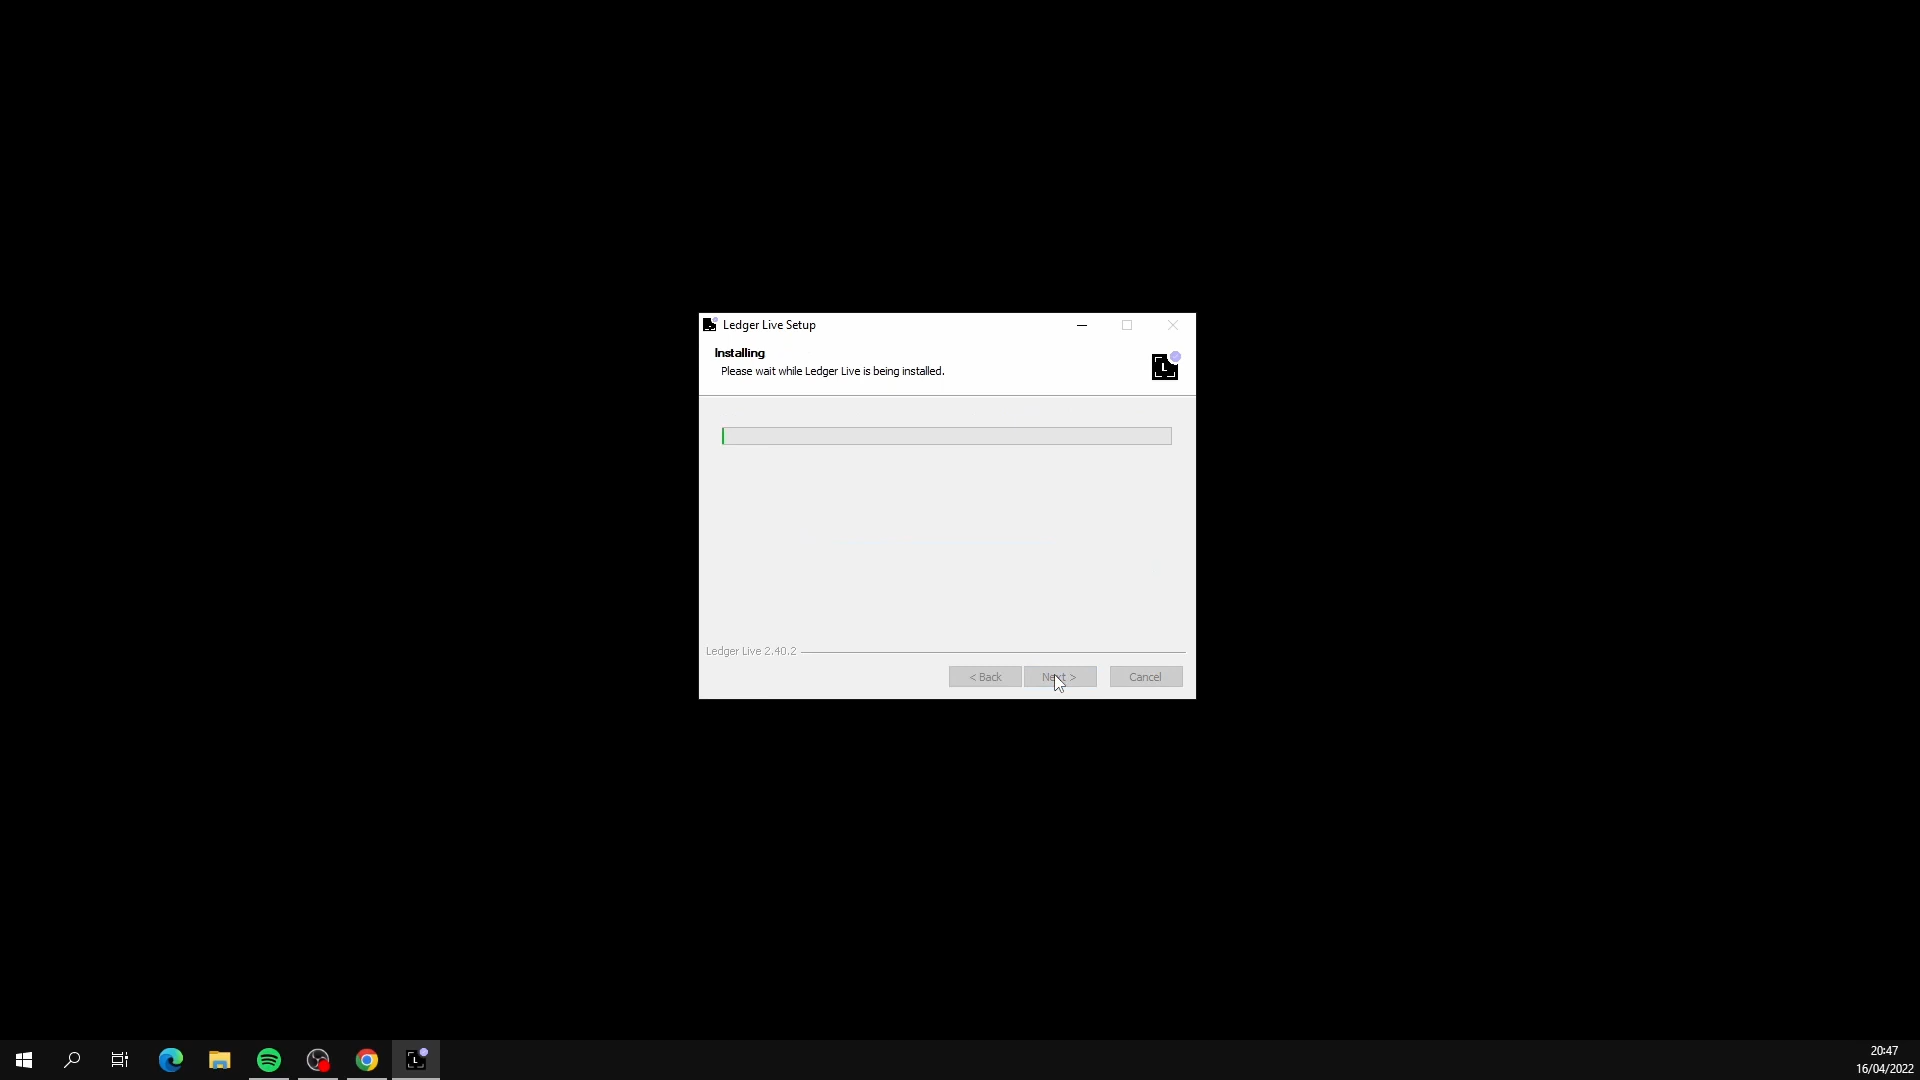 Ledger Live Setup
Installing
Please wait while Ledger Live is being installed.
L
Ledger Live 2.40.2
< Back
Next >
Cancel
L
20:47
16/04/2022